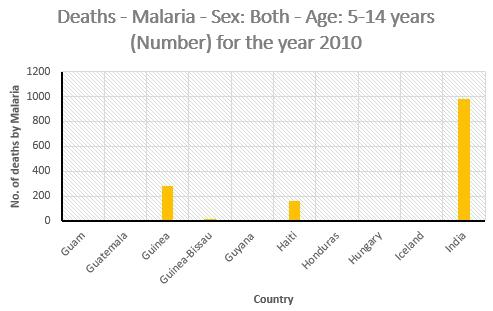 Deaths - Malaria - Sex: Both - Age: 5-14 years
(Number) for the year 2010
No. of deaths by Malaria
1200
1000
800
600
400
200
0
Guam
Guatemala
Guinea
Guinea-Bissau
Guyana
Haiti
Honduras
Hungary
Iceland
India
Country